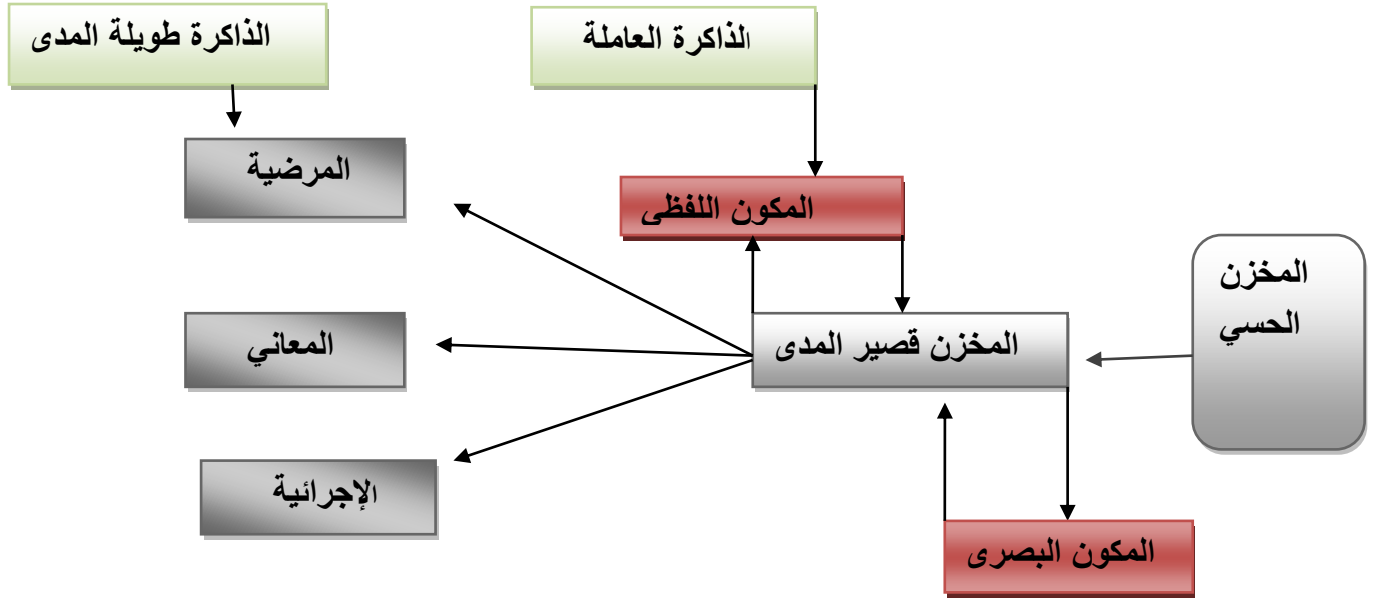 الذاكرة العاملة
الذاكرة طويلة المدى
المرضية
المكون اللفظى
المخزن
الحسي
المخزن قصير المدى
المعاني
الإجرائية
المكون البصرى